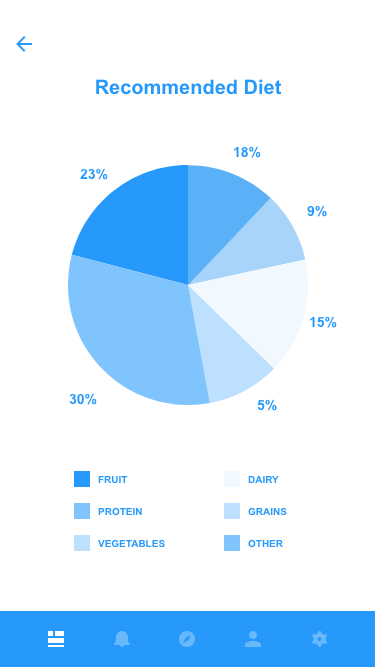 Recommended Diet
18%
23%
9%
15%
30%
5%
FRUIT
DAIRY
PROTEIN
GRAINS
VEGETABLES
OTHER